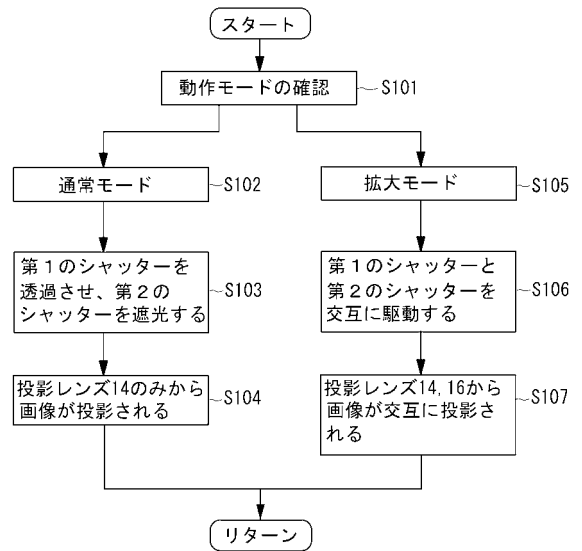 スタート
動作モードの確認
S101
通常モード
S102
拡大モード
S105
第1のシャッターを
透過させ、第2の
シャッターを遮光する
S103
第1のシャッターと
第2のシャッターを
交互に駆動する
S106
投影レンズ14のみから
画像が投影される
S104
投影レンズ14,16から
画像が交互に投影さ
れる
S107
リターン